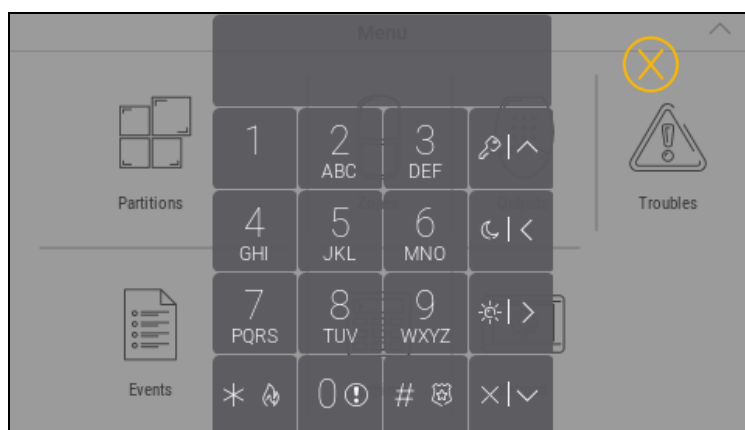 Menu
1
2
3
ABC
DEF
Partitions
Troubles
4
5
6
GHI
JKL
MNO
7
8
9
PQRS
TUV
WXYZ
Events
*
0
#